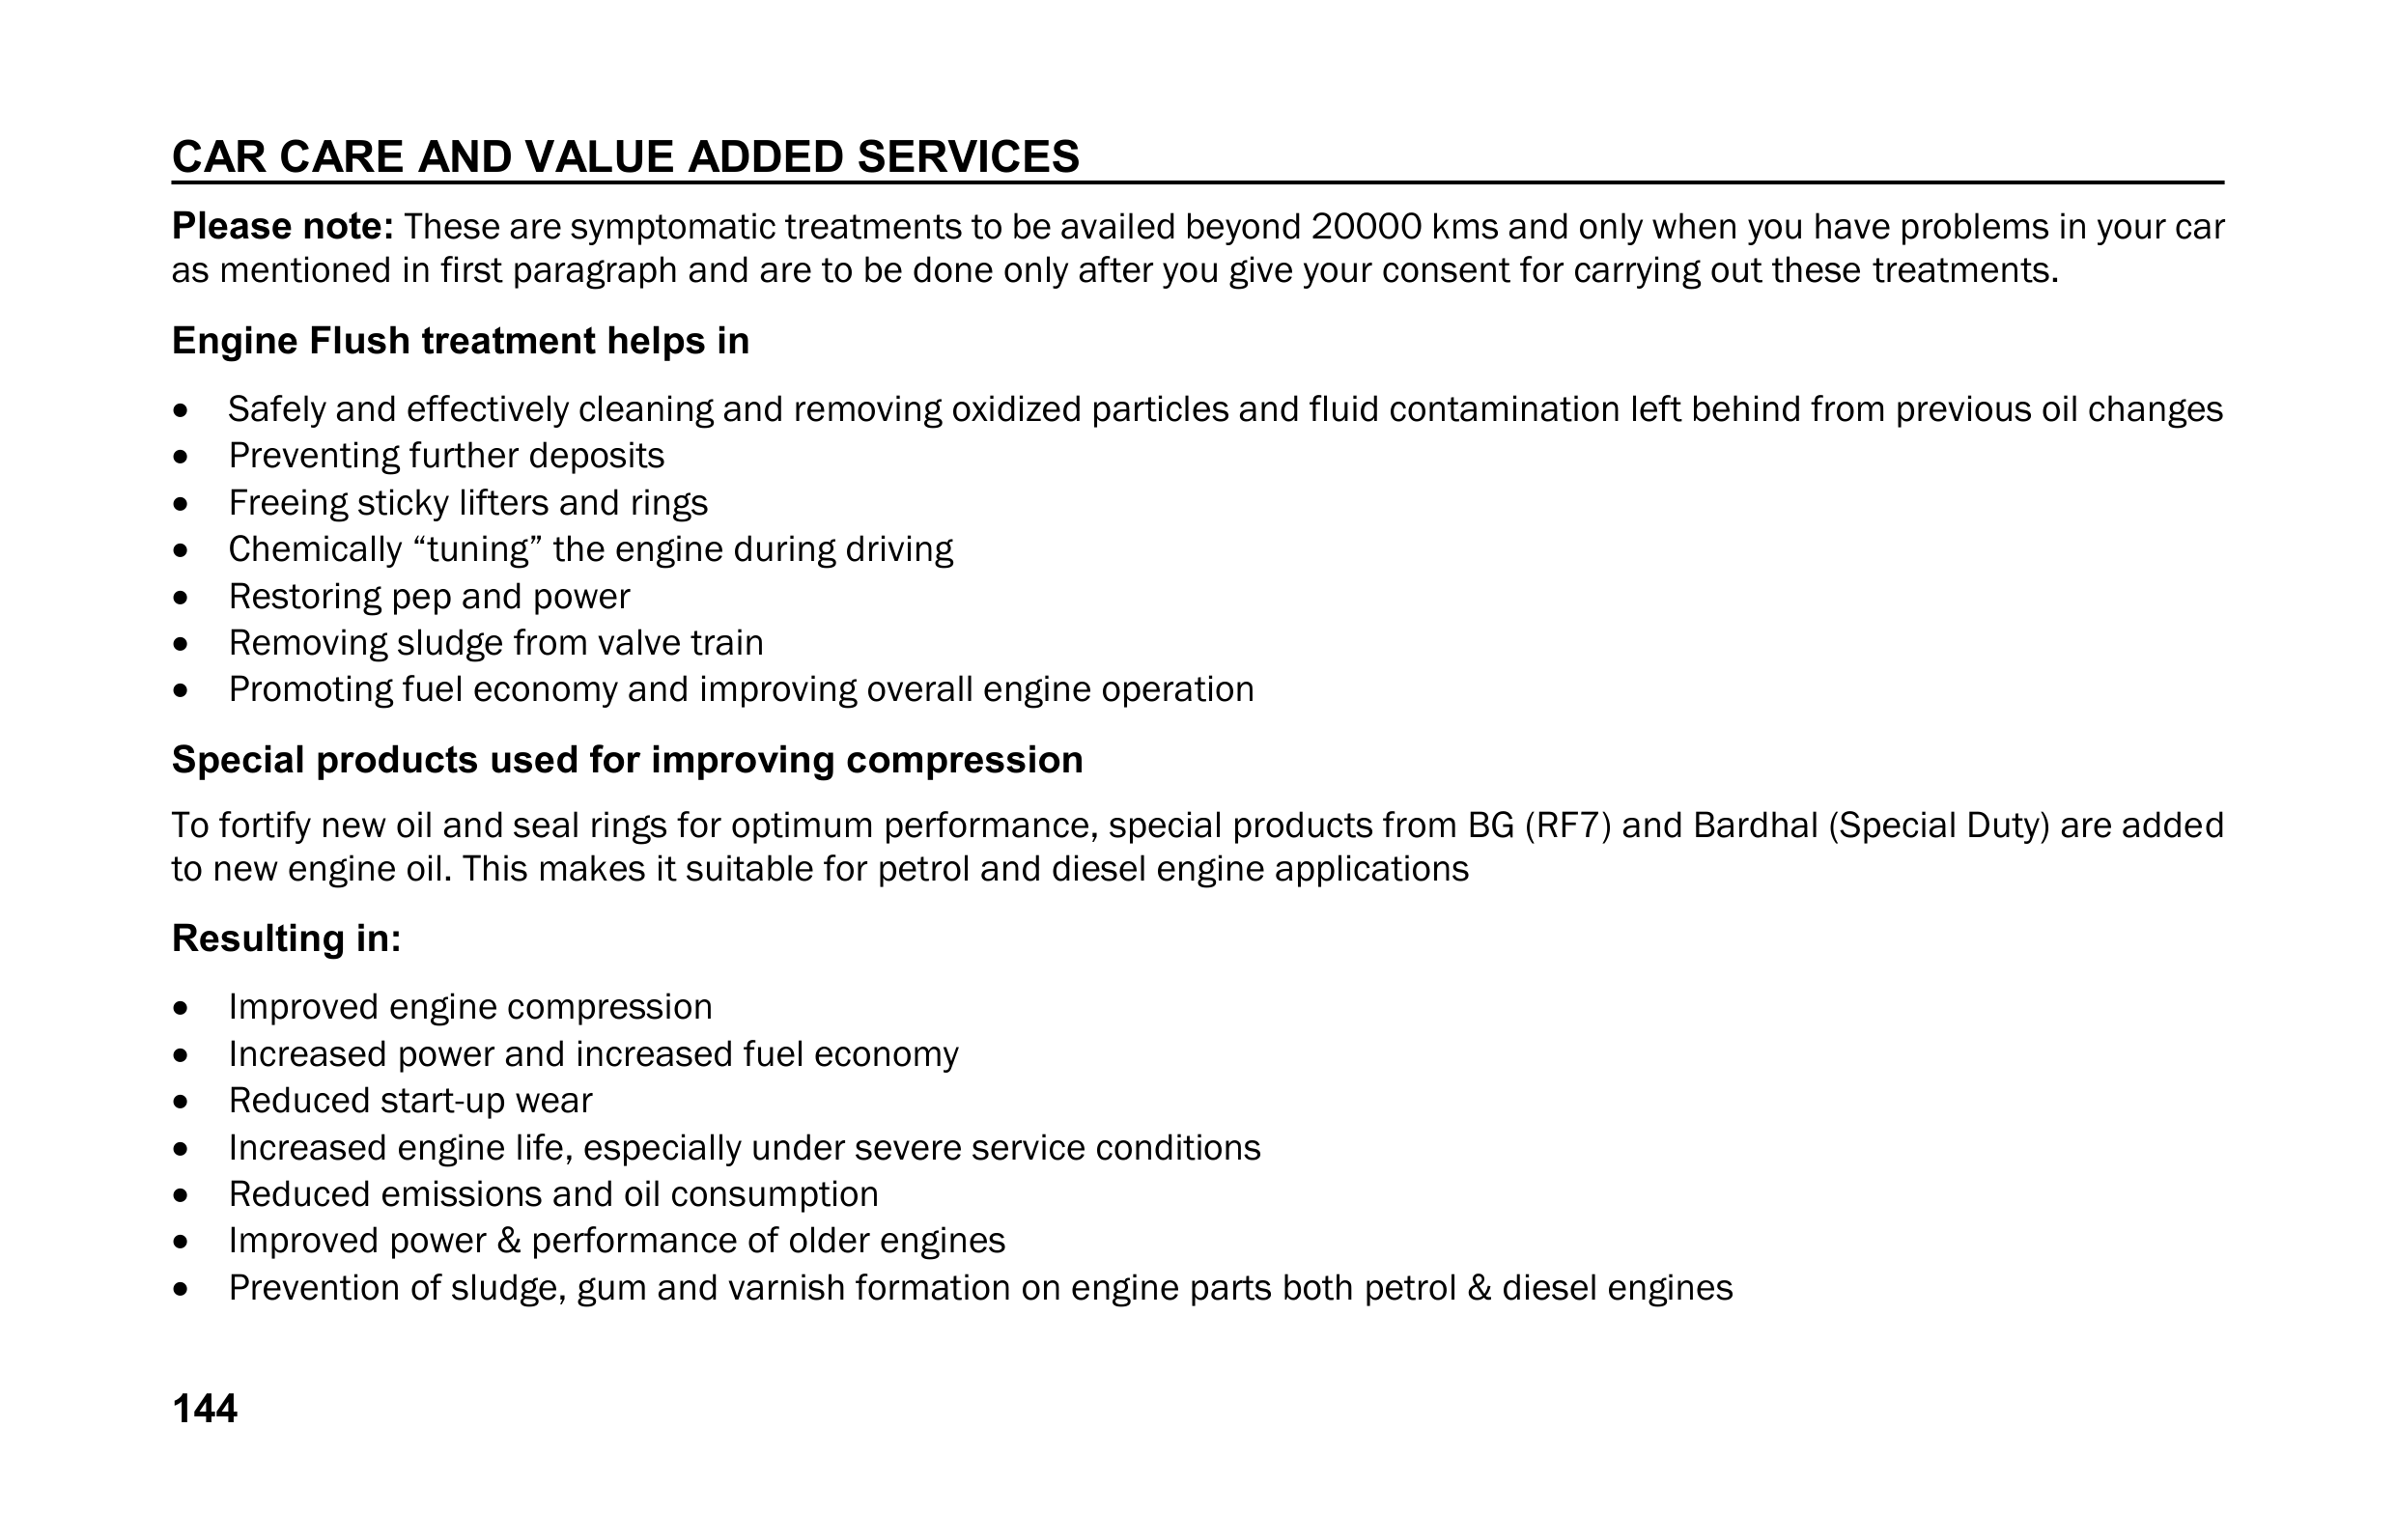 CAR CARE AND VALUE ADDED SERVICES
Please note: These are symptomatic treatments to be availed beyond 20000 kms and only when you have problems in your car
as mentioned in first paragraph and are to be done only after you give your consent for carrying out these treatments.
Engine Flush treatment helps in
• Safely and effectively cleaning and removing oxidized particles and fluid contamination left behind from previous oil changes
• Preventing further deposits
• Freeing sticky lifters and rings
• Chemically “tuning” the engine during driving
• Restoring pep and power
• Removing sludge from valve train
• Promoting fuel economy and improving overall engine operation
Special products used for improving compression
To fortify new oil and seal rings for optimum performance, special products from BG (RF7) and Bardhal (Special Duty) are added
to new engine oil. This makes it suitable for petrol and diesel engine applications
Resulting in:
• Improved engine compression
• Increased power and increased fuel economy
• Reduced start-up wear
• Increased engine life, especially under severe service conditions
• Reduced emissions and oil consumption
• Improved power & performance of older engines
• Prevention of sludge, gum and varnish formation on engine parts both petrol & diesel engines
144